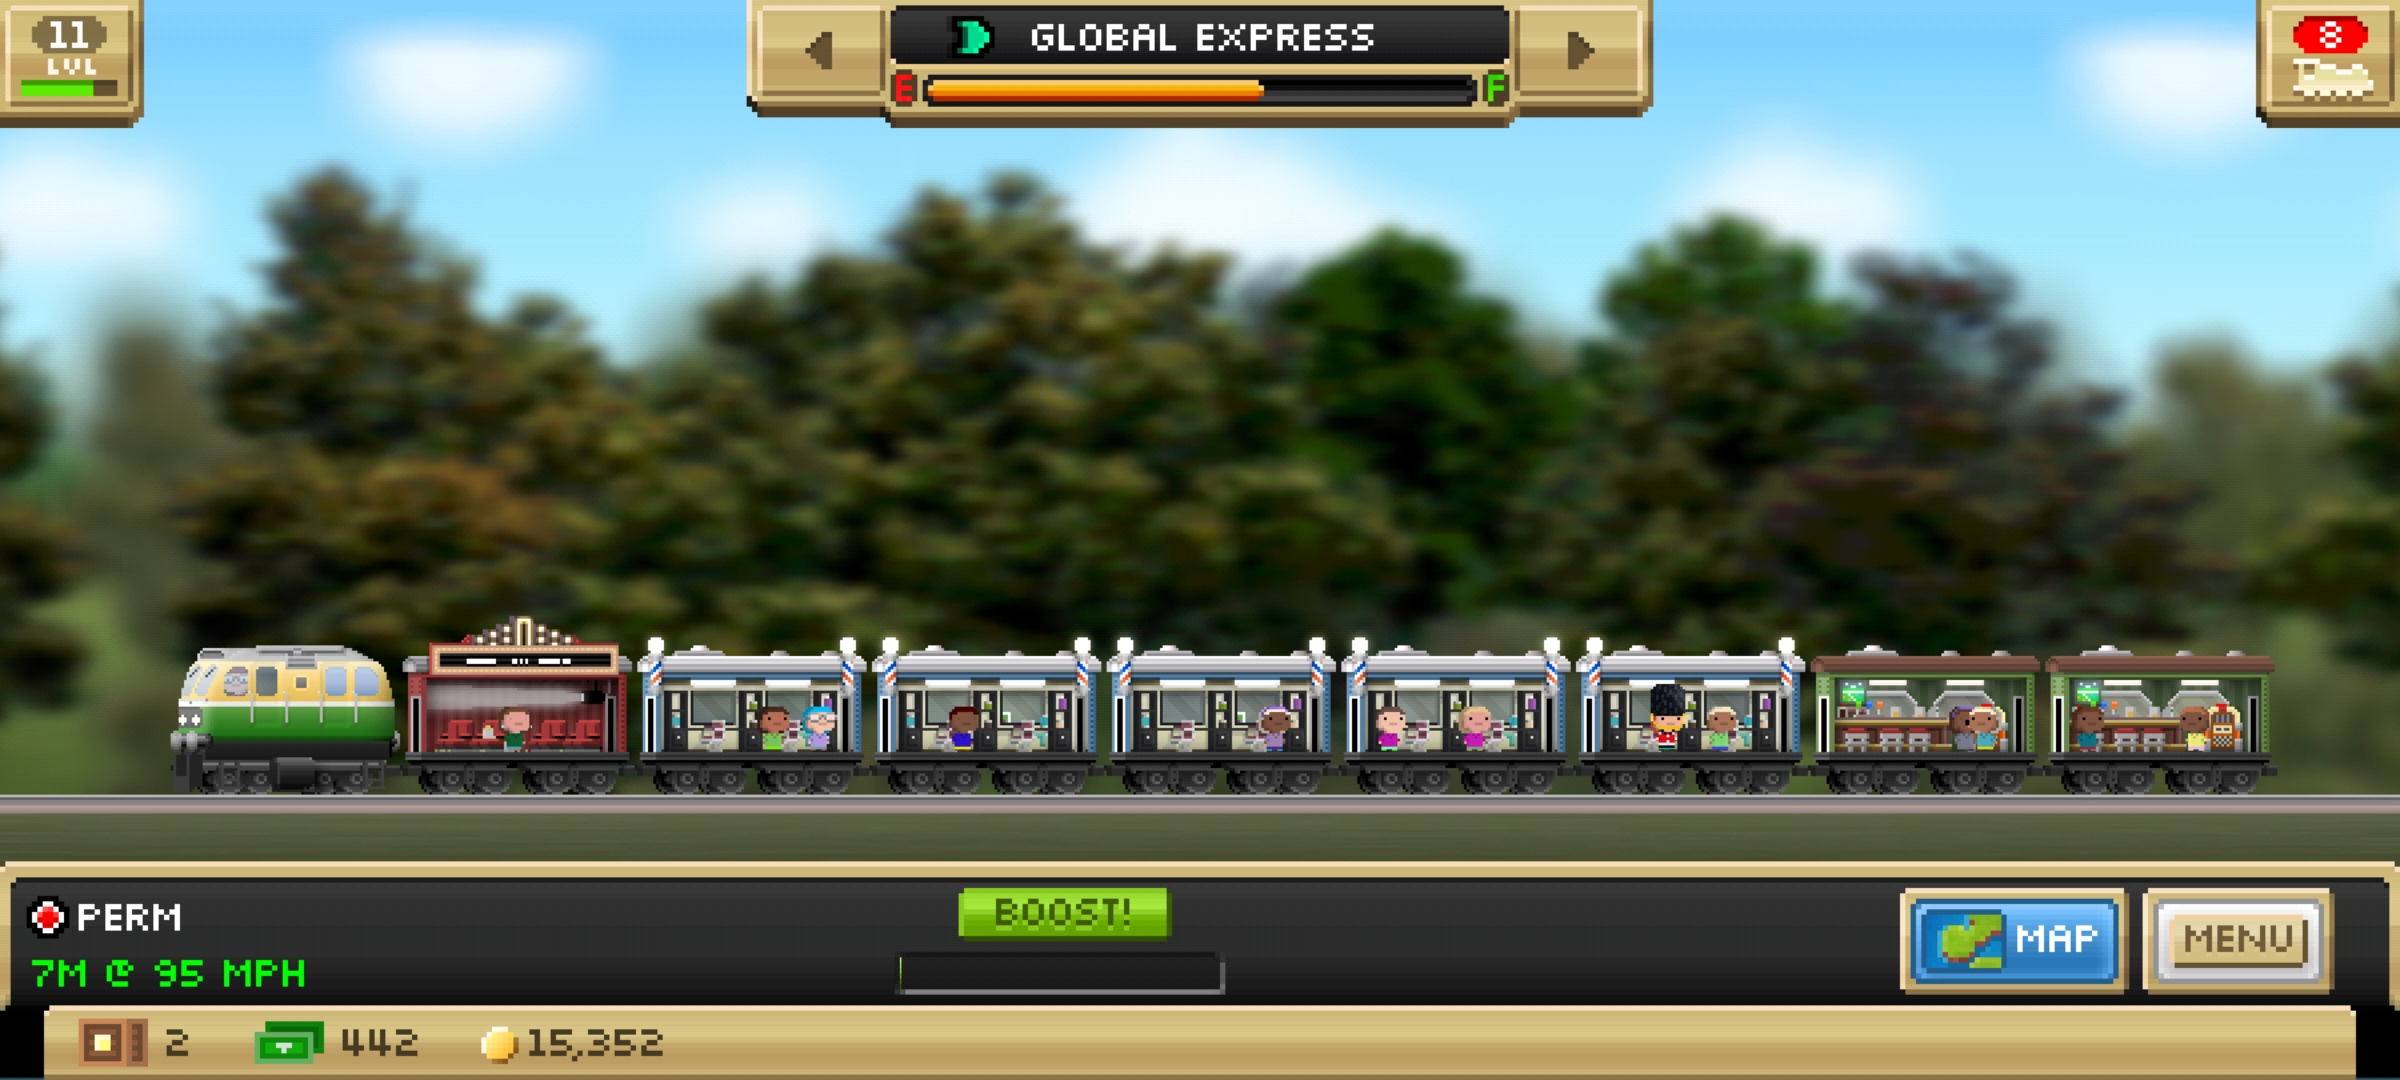 11
LVL
GLOBAL EXPRESS
E F
8
PERM
7M @ 95 MPH
BOOST!
MAP
MENU
2 442 15,352